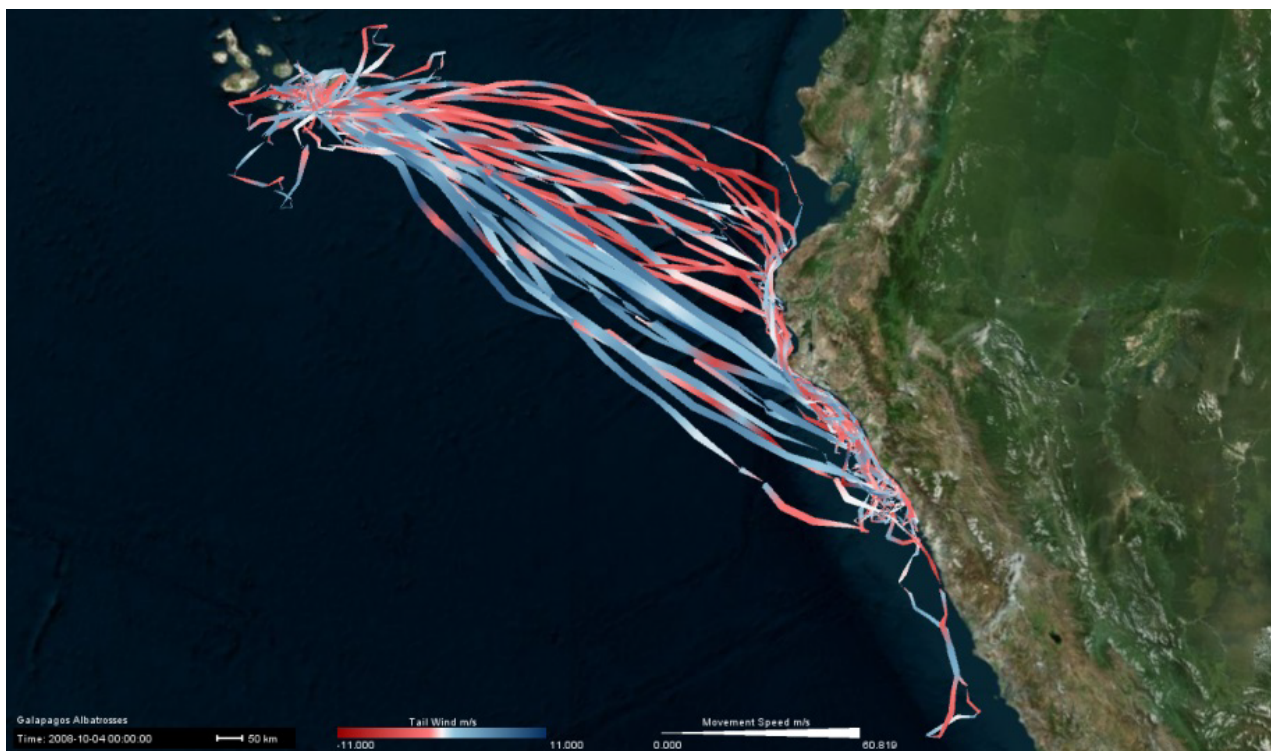 Galapagos Albatrosses
Time: 2008-10-04 00:00:00
50 km
Tail Wind m/s
-11.000 11.000
Movement Speed m/s
0.000 60.819